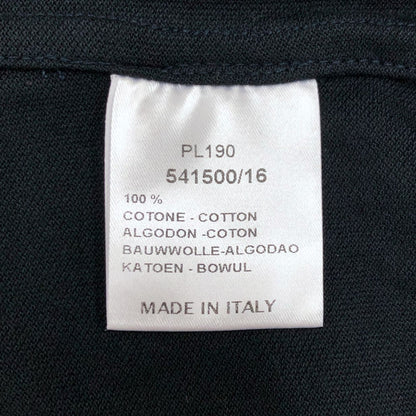 PL190
541500/16
100 %
COTONE - COTTON
ALGODON -COTON
BAUWWOLLE-ALGODAO
KATOEN - BOWUL
MADE IN ITALY